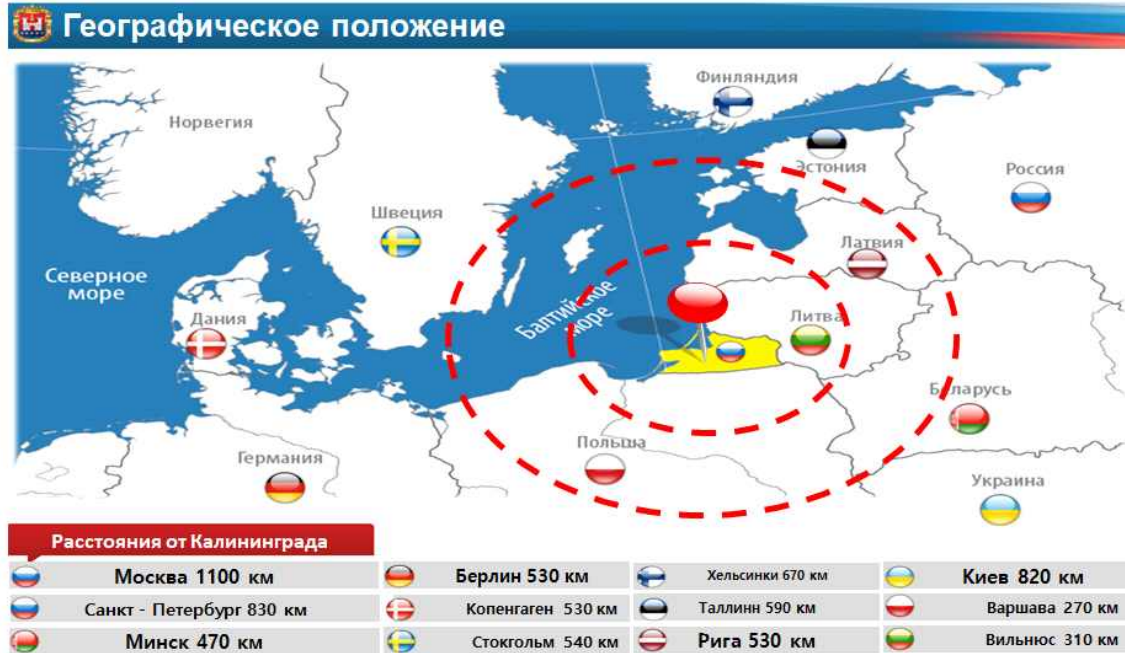 Географическое положение
Финляндия
Норвегия
Эстония
Россия
Швеция
Латвия
Северное
море
Балтийское
море
Дания
Литва
Беларусь
Польша
Германия
Украина
Расстояния от Калининграда
Москва 1100 км
Берлин 530 км
Хельсинки 670 км
Киев 820 км
Санкт - Петербург 830 км
Копенгаген 530 км
Таллинн 590 км
Варшава 270 км
Минск 470 км
Стокгольм 540 км
Рига 530 км
Вильнюс 310 км